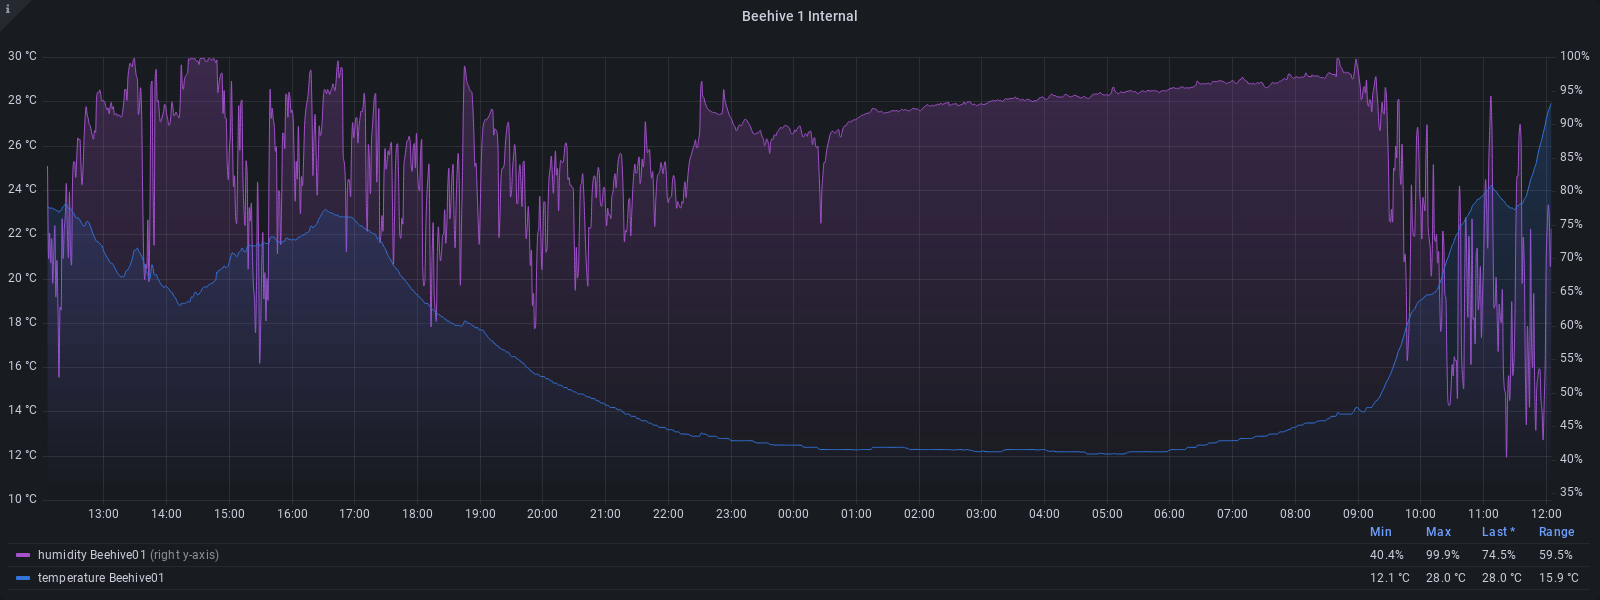 i
Beehive 1 Internal
30 °C 100%
28 °C 95%
26 °C 90%
24 °C 85%
22 °C 80%
20 °C 75%
18 °C 70%
16 °C 65%
14 °C 60%
12 °C 55%
10 °C 50%
45%
40%
35%
13:00 14:00 15:00 16:00 17:00 18:00 19:00 20:00 21:00 22:00 23:00 00:00 01:00 02:00 03:00 04:00 05:00 06:00 07:00 08:00 09:00 10:00 11:00 12:00
Min Max Last * Range
humidity Beehive01 (right y-axis) 40.4% 99.9% 74.5% 59.5%
temperature Beehive01 12.1 °C 28.0 °C 28.0 °C 15.9 °C